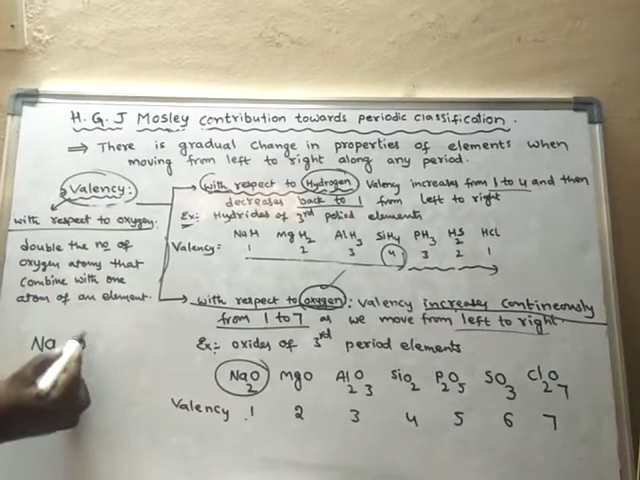 H. G. J Mosley contribution towards periodic classification.
⇒ There is gradual change in properties of elements when
moving from left to right along any period.
Valency:
with respect to oxygen:
double the no of
oxygen atoms that
combine with one
atom of an element.
Na
with respect to Hydrogen Valency increases from 1 to 4 and then
decreases back to 1 from left to right
Ex: Hydrides of 3rd peliod elements
NaH MgH2 AlH3 SiH4 PH3 HS2 HCl
Valency: 1 2 3 4 3 2 1
with respect to oxygen: Valency increases contineously
from 1 to 7 as we move from left to right.
Ex: oxides of 3rd period elements
Na2O MgO Al2O3 SiO2 P2O5 SO3 Cl2O7
Valency 1 2 3 4 5 6 7